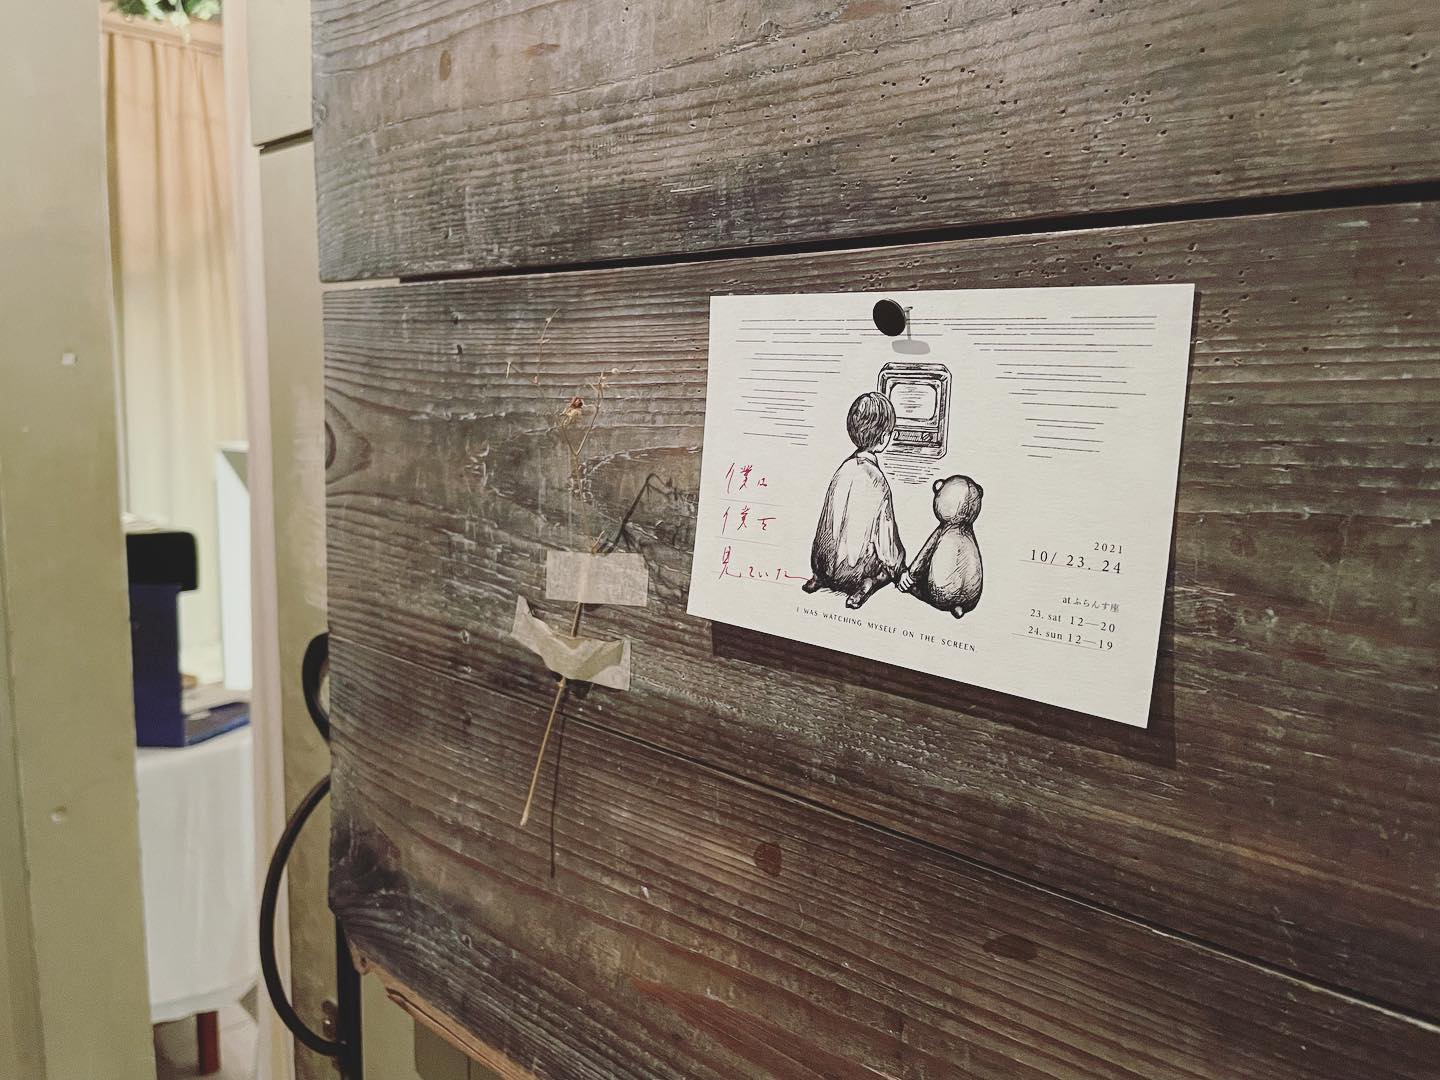 僕は
僕を
見ていた
I WAS WATCHING MYSELF ON THE SCREEN.
2021
10/ 23. 24
at ふらんす座
23. sat 12—20
24. sun 12—19